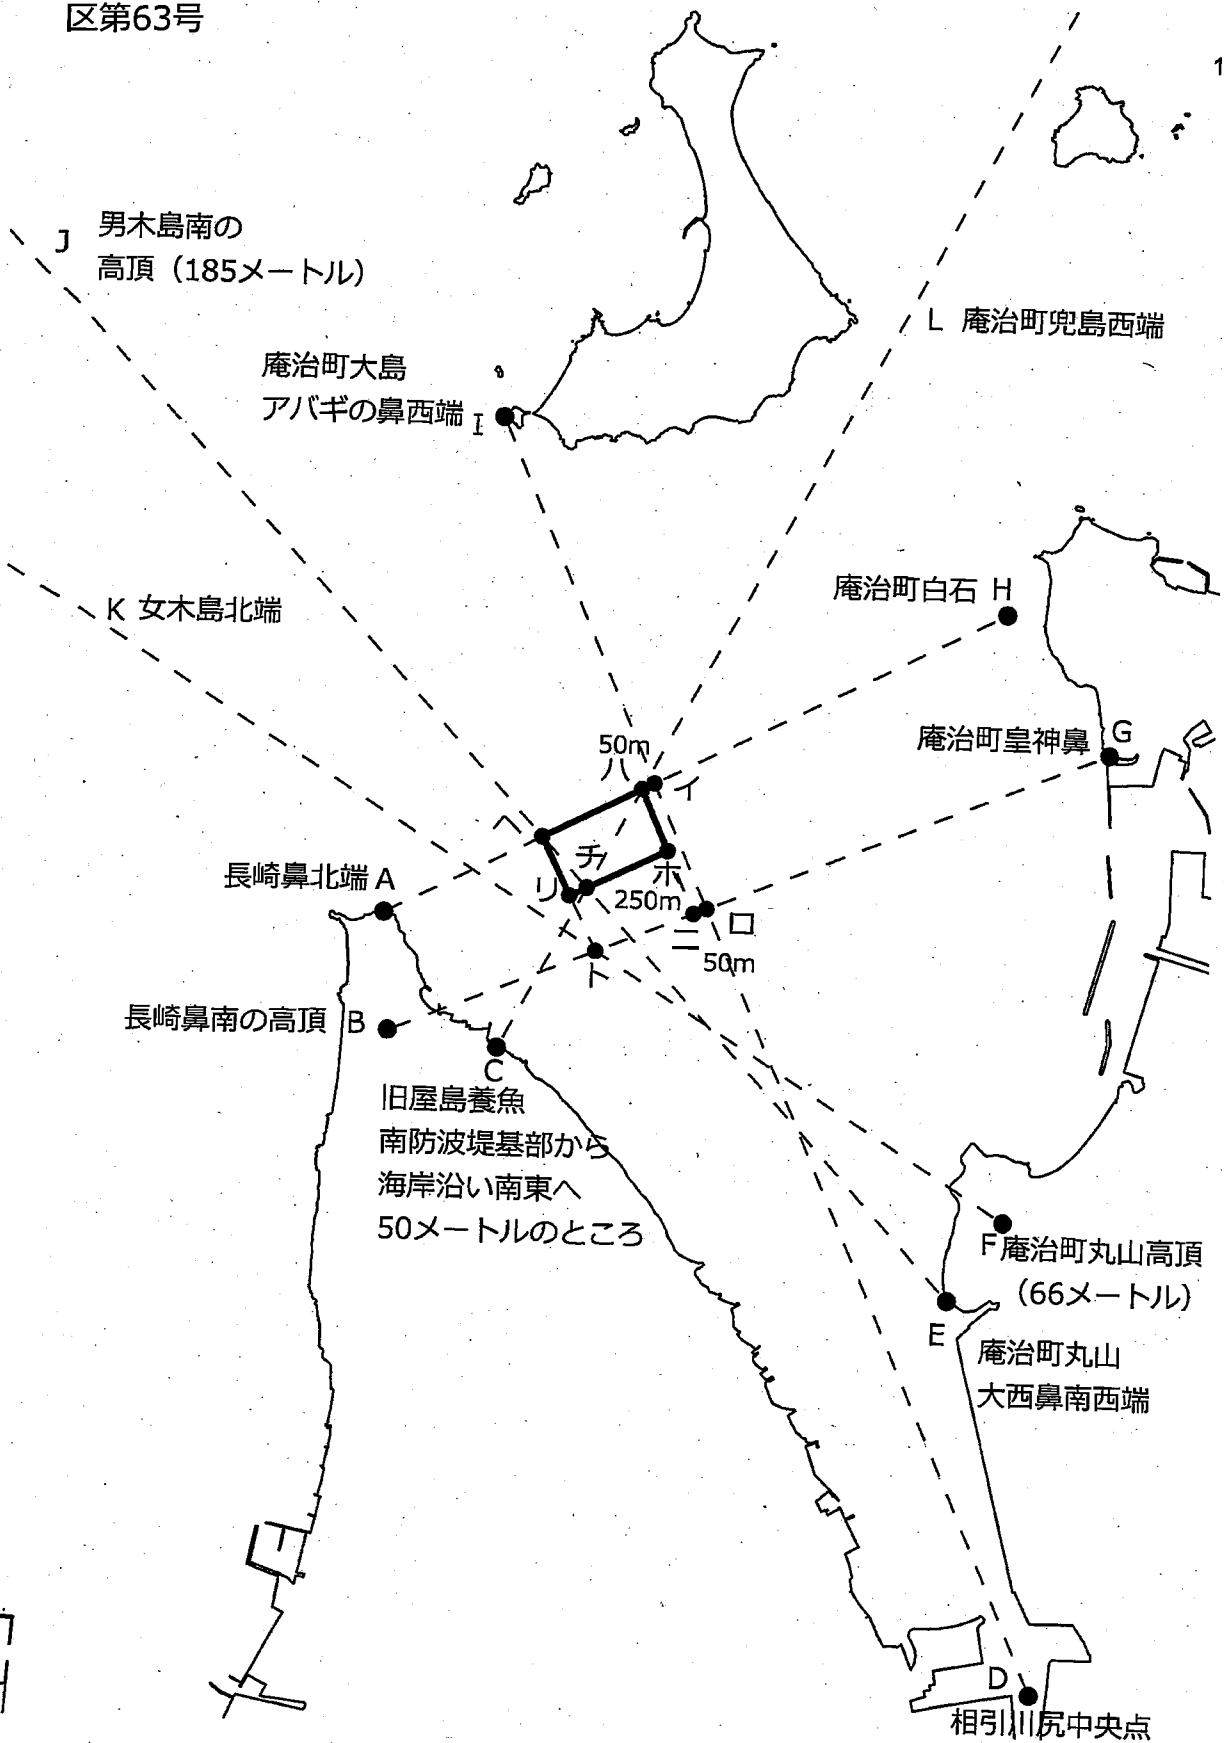 区第63号
1
J 男木島南の
高頂（185メートル）
L 庵治町兜島西端
庵治町大島
アバギの鼻西端 I
庵治町白石 H
K 女木島北端
G
庵治町皇神鼻
50m
ハ イ
ヘ
チ
ホ
長崎鼻北端 A
リ
250m
ロ
ニ
50m
ト
長崎鼻南の高頂 B
C
旧屋島養魚
南防波堤基部から
海岸沿い南東へ
50メートルのところ
F 庵治町丸山高頂
（66メートル）
E
庵治町丸山
大西鼻南西端
D
相引川尻中央点